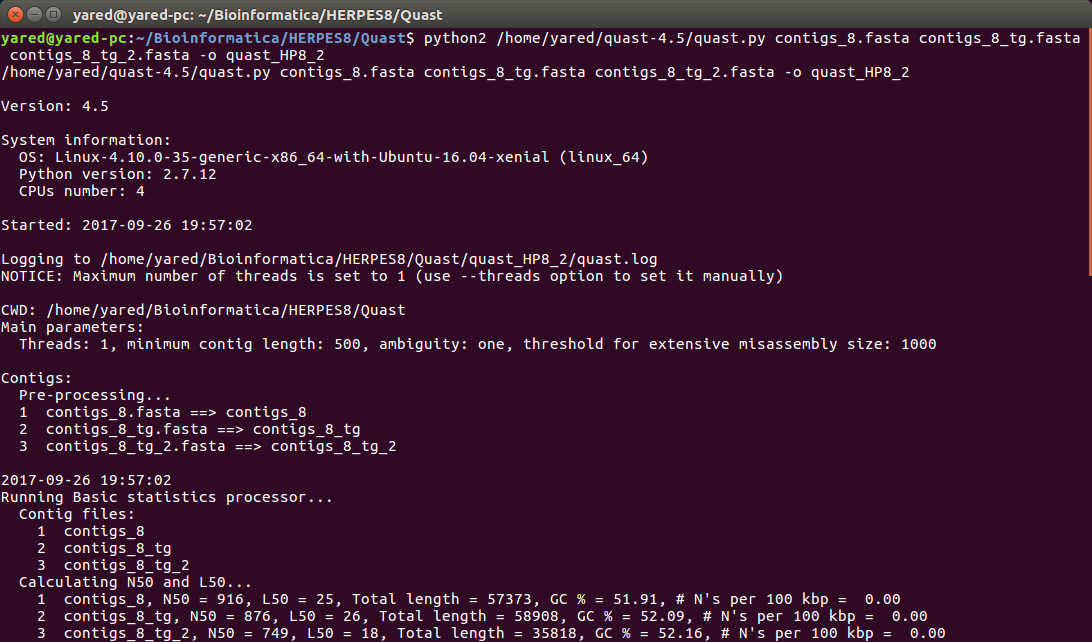 yared@yared-pc: ~/Bioinformatica/HERPES8/Quast
yared@yared-pc:~/Bioinformatica/HERPES8/Quast$ python2 /home/yared/quast-4.5/quast.py contigs_8.fasta contigs_8_tg.fasta
contigs_8_tg_2.fasta -o quast_HP8_2
/home/yared/quast-4.5/quast.py contigs_8.fasta contigs_8_tg.fasta contigs_8_tg_2.fasta -o quast_HP8_2
Version: 4.5
System information:
OS: Linux-4.10.0-35-generic-x86_64-with-Ubuntu-16.04-xenial (linux_64)
Python version: 2.7.12
CPUs number: 4
Started: 2017-09-26 19:57:02
Logging to /home/yared/Bioinformatica/HERPES8/Quast/quast_HP8_2/quast.log
NOTICE: Maximum number of threads is set to 1 (use --threads option to set it manually)
CWD: /home/yared/Bioinformatica/HERPES8/Quast
Main parameters:
Threads: 1, minimum contig length: 500, ambiguity: one, threshold for extensive misassembly size: 1000
Contigs:
Pre-processing...
1 contigs_8.fasta ==> contigs_8
2 contigs_8_tg.fasta ==> contigs_8_tg
3 contigs_8_tg_2.fasta ==> contigs_8_tg_2
2017-09-26 19:57:02
Running Basic statistics processor...
Contig files:
1 contigs_8
2 contigs_8_tg
3 contigs_8_tg_2
Calculating N50 and L50...
1 contigs_8, N50 = 916, L50 = 25, Total length = 57373, GC % = 51.91, # N's per 100 kbp = 0.00
2 contigs_8_tg, N50 = 876, L50 = 26, Total length = 58908, GC % = 52.09, # N's per 100 kbp = 0.00
3 contigs_8_tg_2, N50 = 749, L50 = 18, Total length = 35818, GC % = 52.16, # N's per 100 kbp = 0.00